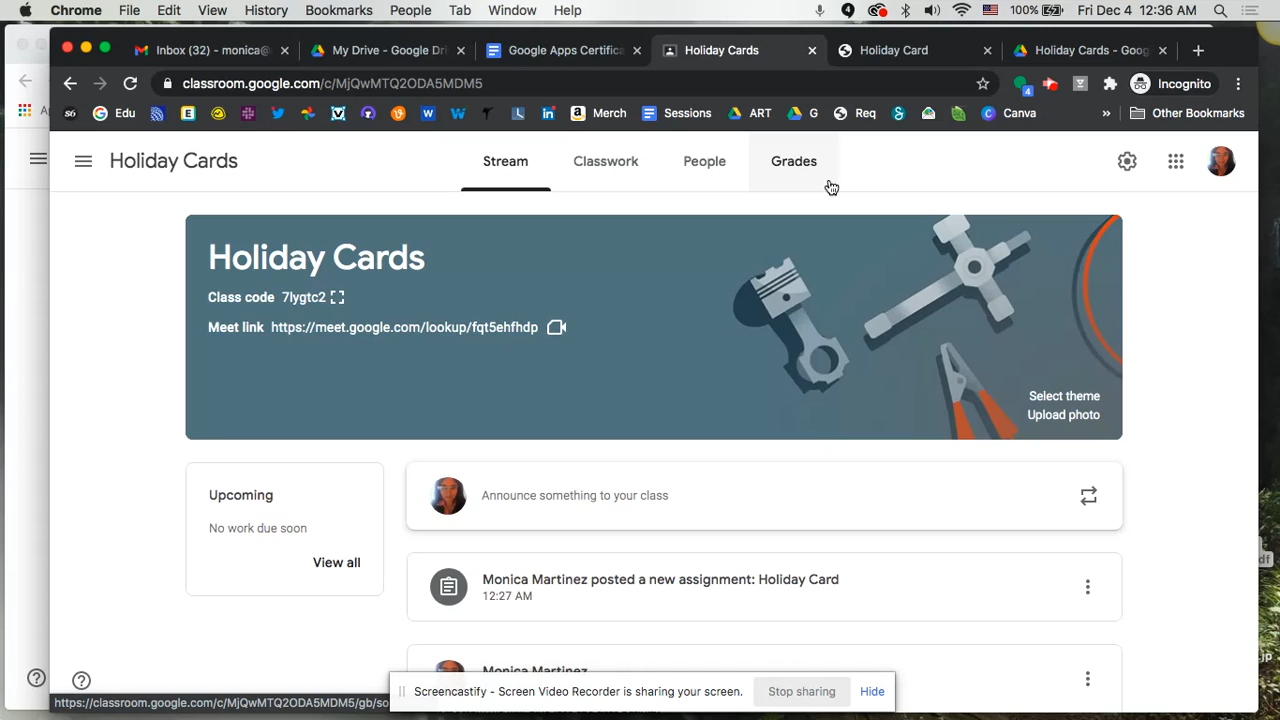 Chrome File Edit View History Bookmarks People Tab Window Help 4 100% Fri Dec 4 12:36 AM
Inbox (32) - monica@ × My Drive - Google Dri × Google Apps Certifica × Holiday Cards × Holiday Card × Holiday Cards - Goog × +
classroom.google.com/c/MjQwMTQ2ODA5MDM5 4 Incognito
Edu Merch Sessions ART G Req Canva » Other Bookmarks
Holiday Cards Stream Classwork People Grades
Holiday Cards
Class code 7lygtc2
Meet link https://meet.google.com/lookup/fqt5ehfhdp
Select theme
Upload photo
Upcoming
No work due soon
View all
Announce something to your class
Monica Martinez posted a new assignment: Holiday Card
12:27 AM
Monica Martinez
Screencastify - Screen Video Recorder is sharing your screen. Stop sharing Hide
https://classroom.google.com/c/MjQwMTQ2ODA5MDM5/gb/so